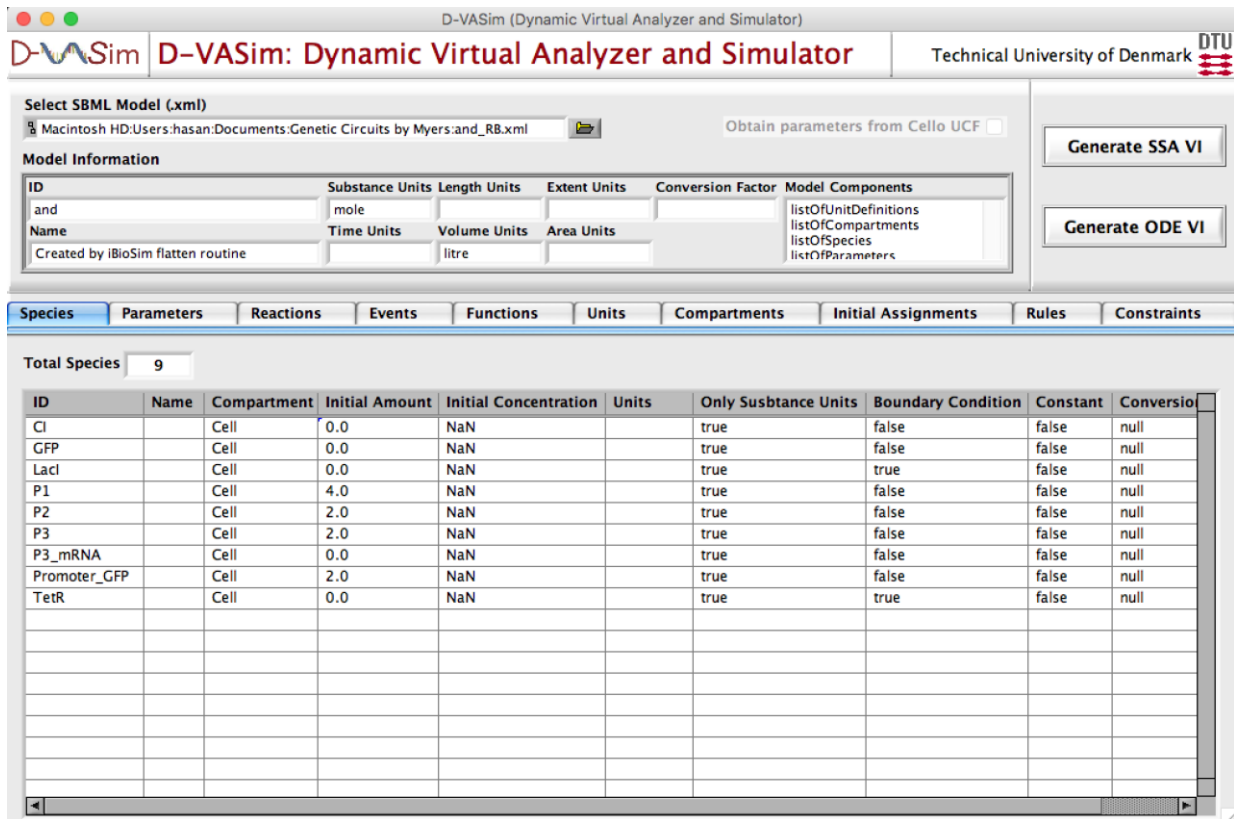 D-VASim (Dynamic Virtual Analyzer and Simulator)
D-VASim D-VASim: Dynamic Virtual Analyzer and Simulator Technical University of Denmark DTU
Select SBML Model (.xml)
Macintosh HD:Users:hasan:Documents:Genetic Circuits by Myers:and_RB.xml Obtain parameters from Cello UCF
Generate SSA VI
Model Information
ID Substance Units Length Units Extent Units Conversion Factor Model Components
and mole listOfUnitDefinitions
listOfCompartments
Name Time Units Volume Units Area Units
Generate ODE VI
listOfSpecies
Created by iBioSim flatten routine litre listOfParameters
Species Parameters Reactions Events Functions Units Compartments Initial Assignments Rules Constraints
Total Species 9
ID Name Compartment Initial Amount Initial Concentration Units Only Susbtance Units Boundary Condition Constant Conversion
CI Cell 0.0 NaN true false false null
GFP Cell 0.0 NaN true false false null
LacI Cell 0.0 NaN true true false null
P1 Cell 4.0 NaN true false false null
P2 Cell 2.0 NaN true false false null
P3 Cell 2.0 NaN true false false null
P3_mRNA Cell 0.0 NaN true false false null
Promoter_GFP Cell 2.0 NaN true false false null
TetR Cell 0.0 NaN true true false null